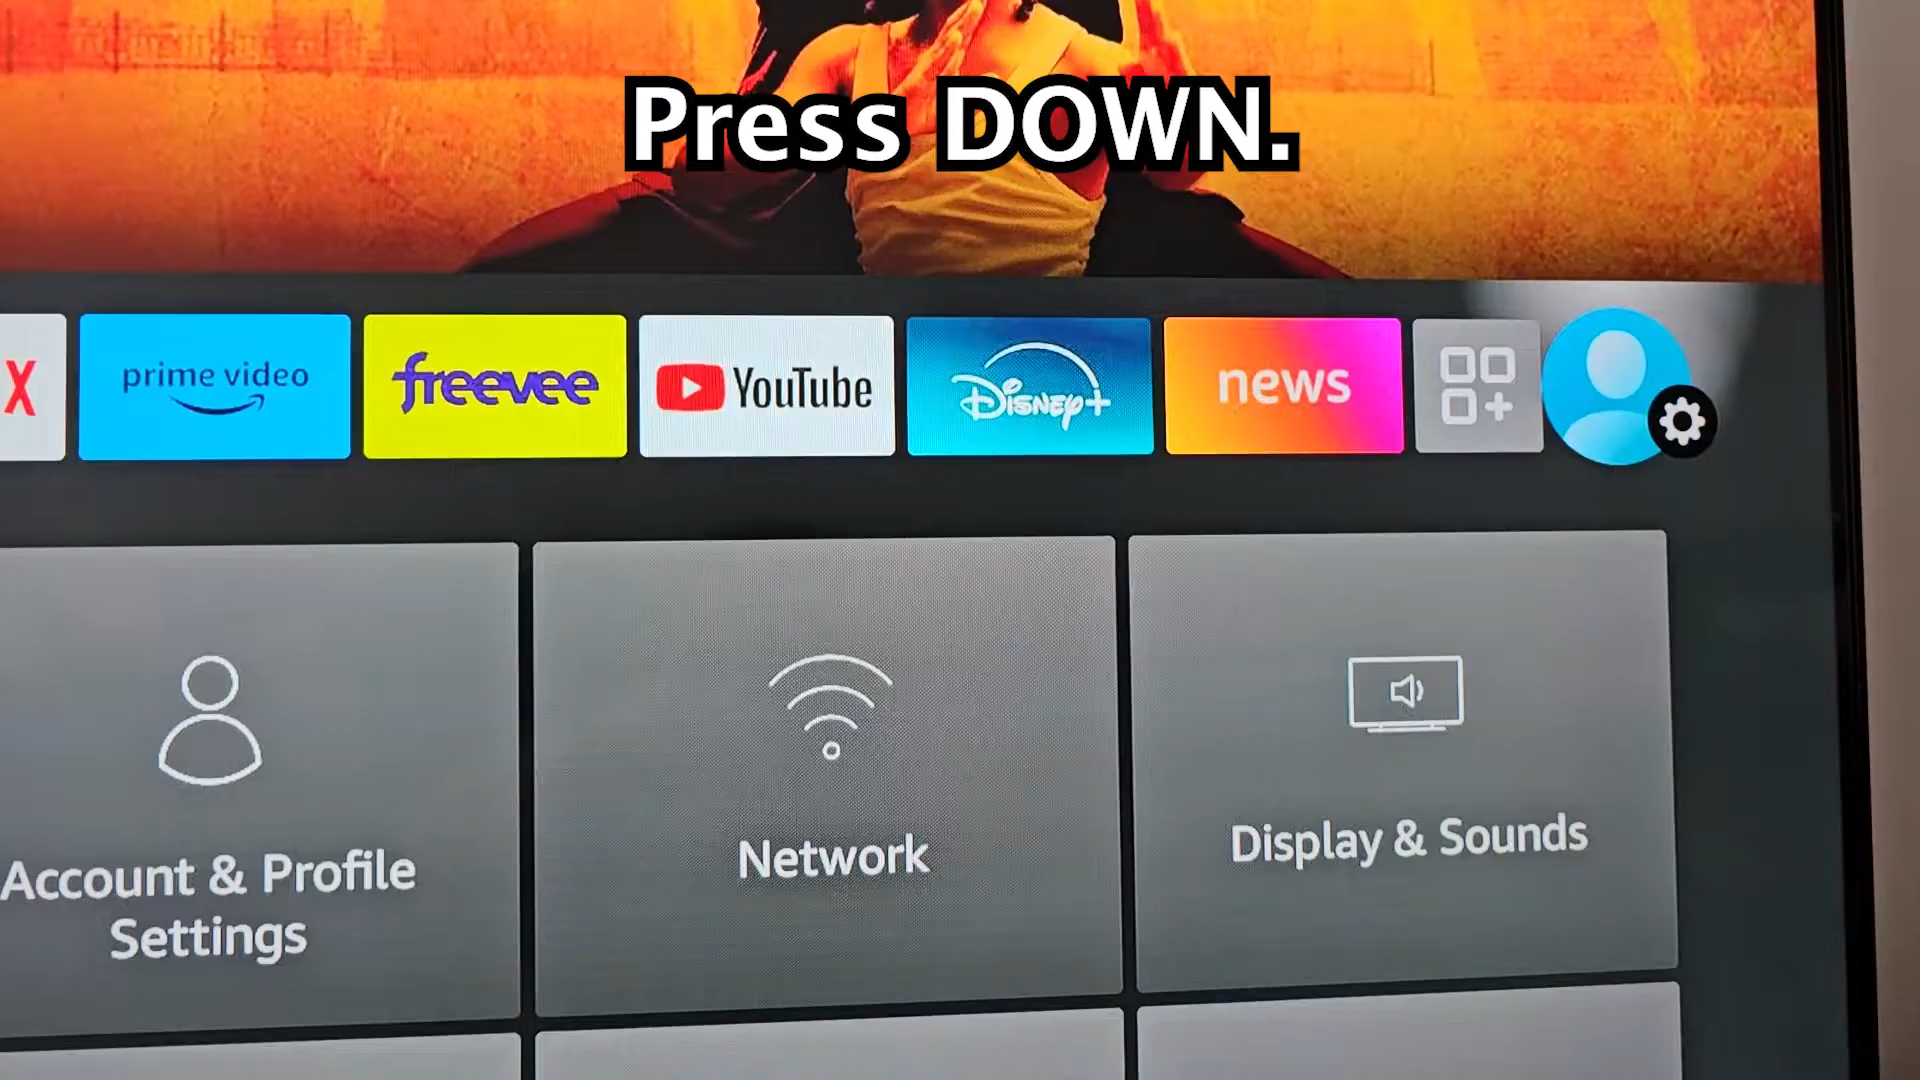 Press DOWN.
X
prime video
freevee
YouTube
Disney+
news
Account & Profile
Settings
Network
Display & Sounds